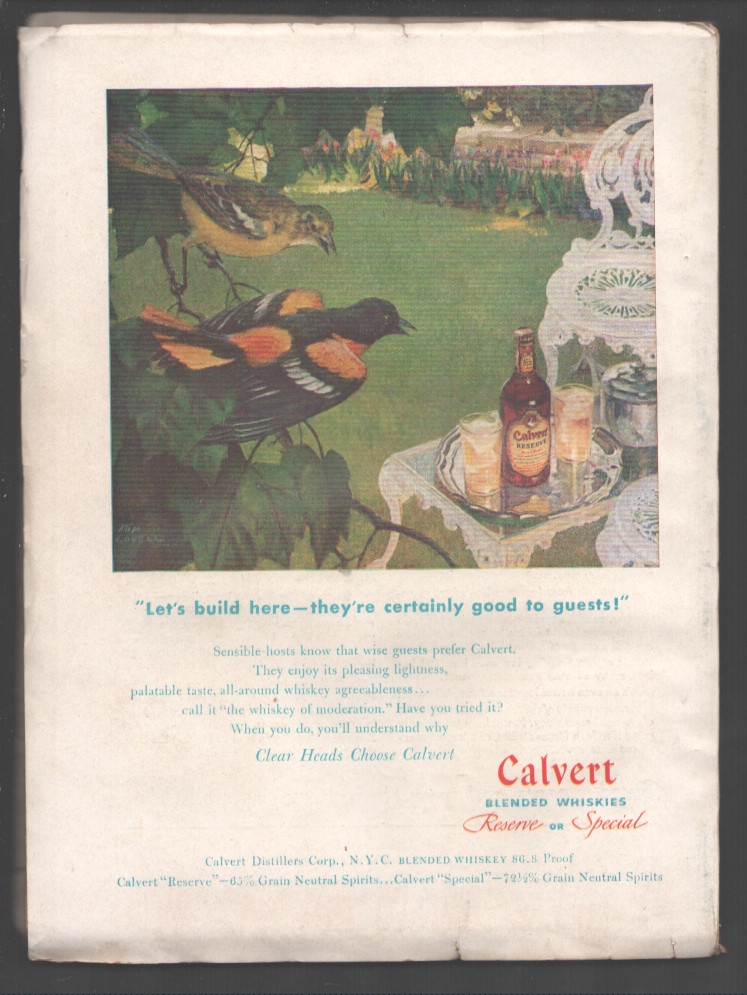 Calvert
RESERVE
"Let's build here—they're certainly good to guests!"
Sensible hosts know that wise guests prefer Calvert.
They enjoy its pleasing lightness,
palatable taste, all-around whiskey agreeableness...
call it "the whiskey of moderation." Have you tried it?
When you do, you'll understand why
Clear Heads Choose Calvert
Calvert
BLENDED WHISKIES
Reserve OR Special
Calvert Distillers Corp., N.Y.C. BLENDED WHISKEY 86.8 Proof
Calvert "Reserve"—65% Grain Neutral Spirits...Calvert "Special"—72½% Grain Neutral Spirits